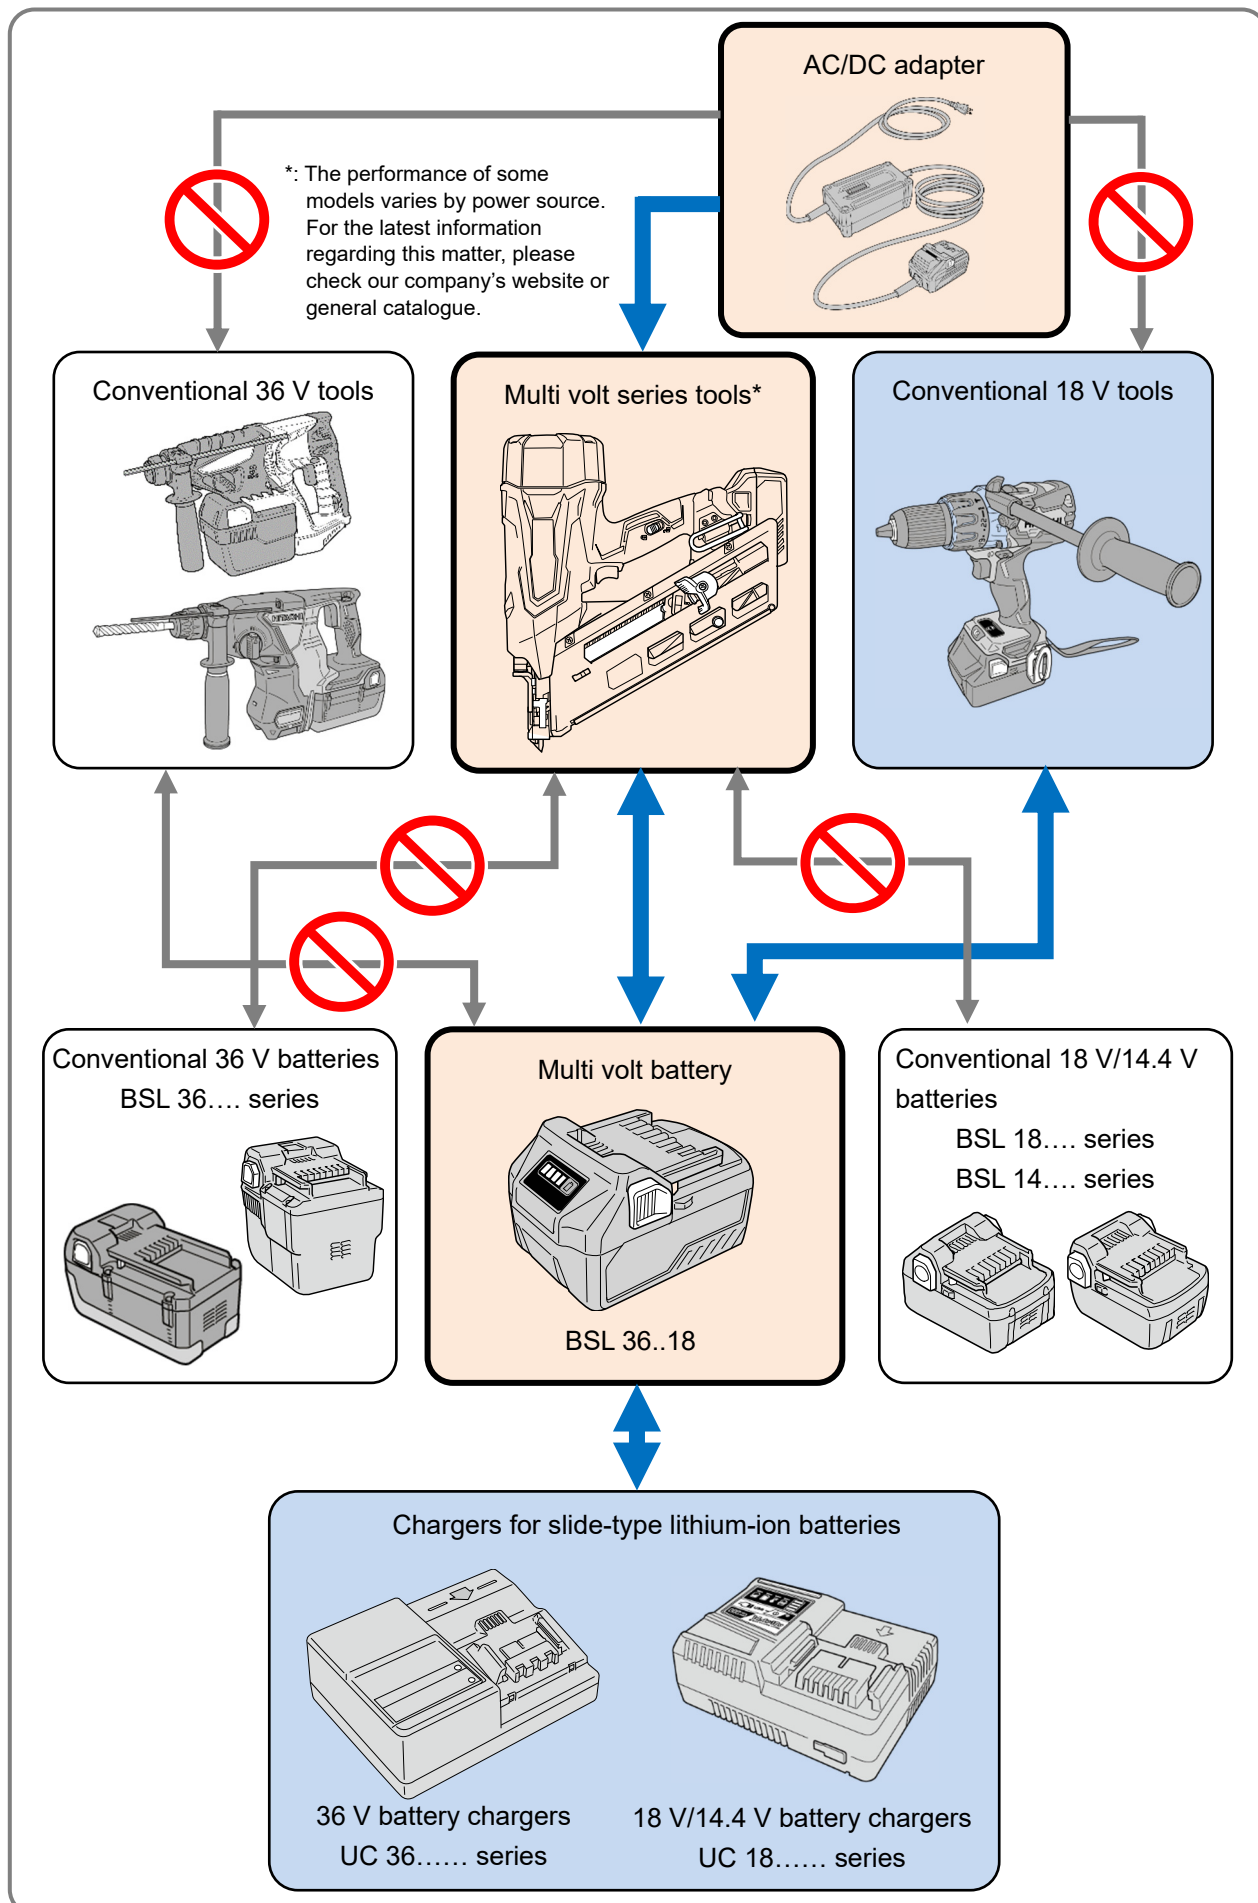 AC/DC adapter
*: The performance of some
models varies by power source.
For the latest information
regarding this matter, please
check our company's website or
general catalogue.
Conventional 36 V tools
Multi volt series tools*
Conventional 18 V tools
HITACHI
Conventional 36 V batteries
BSL 36.... series
Multi volt battery
BSL 36..18
Conventional 18 V/14.4 V
batteries
BSL 18.... series
BSL 14.... series
Chargers for slide-type lithium-ion batteries
36 V battery chargers
UC 36...... series
18 V/14.4 V battery chargers
UC 18...... series